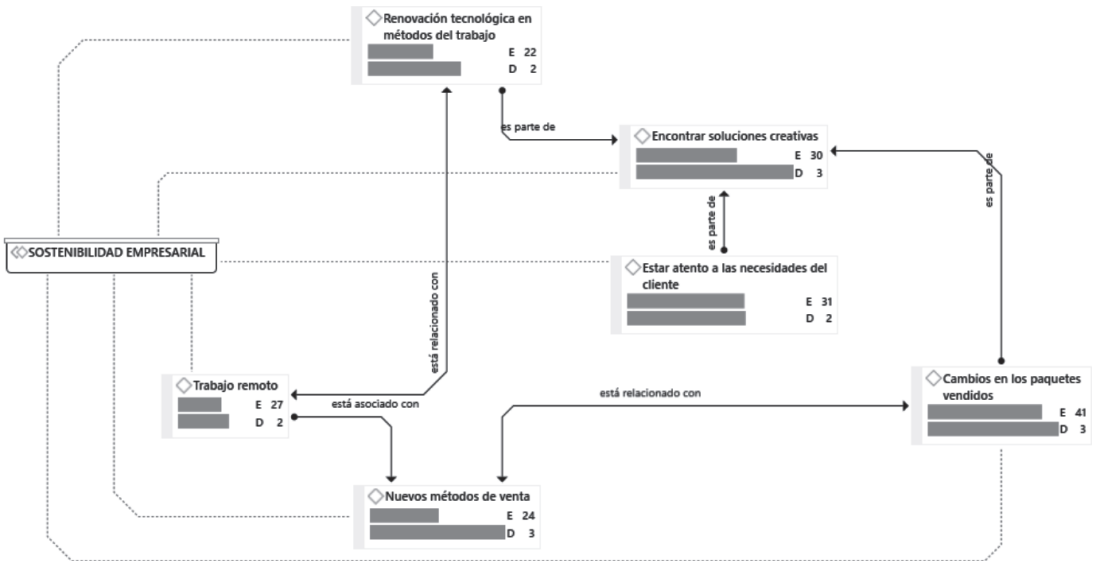 Renovación tecnológica en
métodos del trabajo
E 22
D 2
es parte de
Encontrar soluciones creativas
E 30
D 3
es parte de
es parte de
SOSTENIBILIDAD EMPRESARIAL
Estar atento a las necesidades del
cliente
E 31
D 2
está relacionado con
Trabajo remoto
E 27
D 2
está asociado con
está relacionado con
Cambios en los paquetes
vendidos
E 41
D 3
Nuevos métodos de venta
E 24
D 3